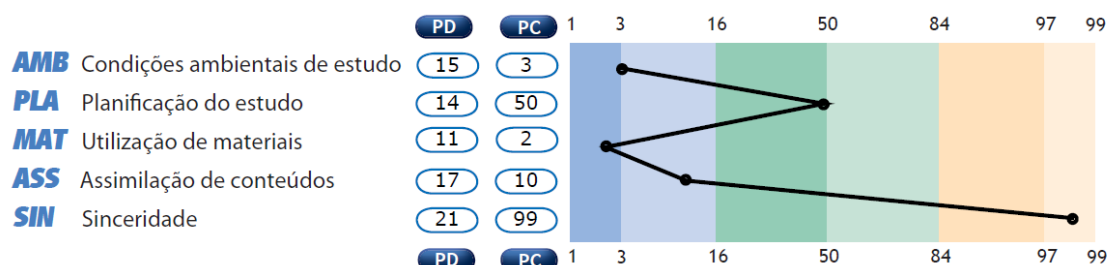 PD PC 1 3 16 50 84 97 99
AMB Condições ambientais de estudo 15 3
PLA Planificação do estudo 14 50
MAT Utilização de materiais 11 2
ASS Assimilação de conteúdos 17 10
SIN Sinceridade 21 99
PD PC 1 3 16 50 84 97 99